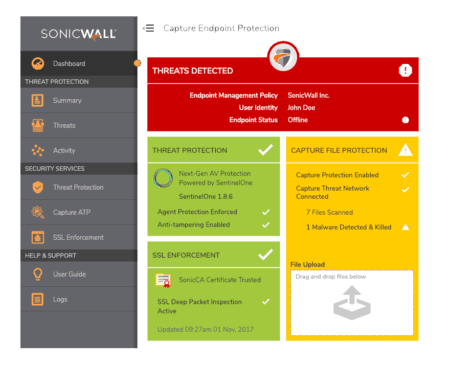 SONICWALL
Capture Endpoint Protection
Dashboard
THREAT PROTECTION
Summary
Threats
Activity
SECURITY SERVICES
Threat Protection
Capture ATP
SSL Enforcement
HELP & SUPPORT
User Guide
Logs
THREATS DETECTED
Endpoint Management Policy SonicWall Inc.
User Identity John Doe
Endpoint Status Offline
THREAT PROTECTION
Next-Gen AV Protection
Powered by SentinelOne
SentinelOne 1.8.6
Agent Protection Enforced
Anti-tampering Enabled
SSL ENFORCEMENT
SonicCA Certificate Trusted
SSL Deep Packet Inspection
Active
Updated 09:27am 01 Nov. 2017
CAPTURE FILE PROTECTION
Capture Protection Enabled
Capture Threat Network
Connected
7 Files Scanned
1 Malware Detected & Killed
File Upload
Drag and drop files below